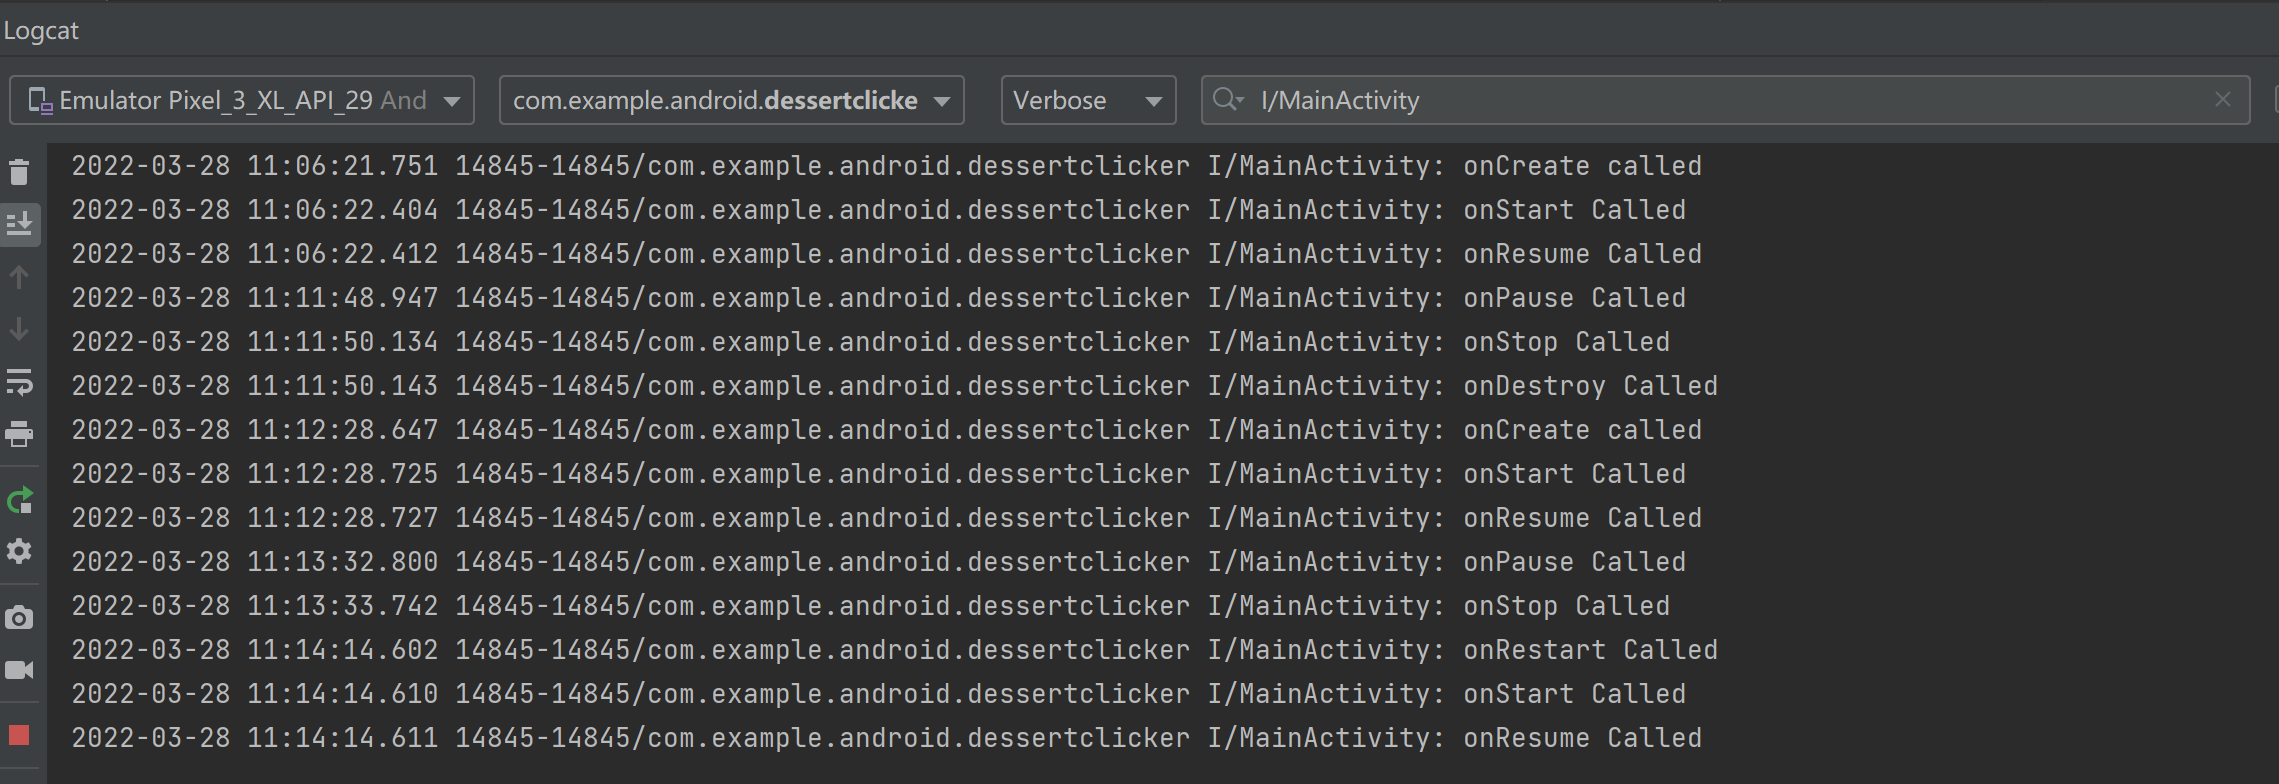 Logcat
Emulator Pixel_3_XL_API_29 And com.example.android.dessertclicke Verbose I/MainActivity
2022-03-28 11:06:21.751 14845-14845/com.example.android.dessertclicker I/MainActivity: onCreate called
2022-03-28 11:06:22.404 14845-14845/com.example.android.dessertclicker I/MainActivity: onStart Called
2022-03-28 11:06:22.412 14845-14845/com.example.android.dessertclicker I/MainActivity: onResume Called
2022-03-28 11:11:48.947 14845-14845/com.example.android.dessertclicker I/MainActivity: onPause Called
2022-03-28 11:11:50.134 14845-14845/com.example.android.dessertclicker I/MainActivity: onStop Called
2022-03-28 11:11:50.143 14845-14845/com.example.android.dessertclicker I/MainActivity: onDestroy Called
2022-03-28 11:12:28.647 14845-14845/com.example.android.dessertclicker I/MainActivity: onCreate called
2022-03-28 11:12:28.725 14845-14845/com.example.android.dessertclicker I/MainActivity: onStart Called
2022-03-28 11:12:28.727 14845-14845/com.example.android.dessertclicker I/MainActivity: onResume Called
2022-03-28 11:13:32.800 14845-14845/com.example.android.dessertclicker I/MainActivity: onPause Called
2022-03-28 11:13:33.742 14845-14845/com.example.android.dessertclicker I/MainActivity: onStop Called
2022-03-28 11:14:14.602 14845-14845/com.example.android.dessertclicker I/MainActivity: onRestart Called
2022-03-28 11:14:14.610 14845-14845/com.example.android.dessertclicker I/MainActivity: onStart Called
2022-03-28 11:14:14.611 14845-14845/com.example.android.dessertclicker I/MainActivity: onResume Called